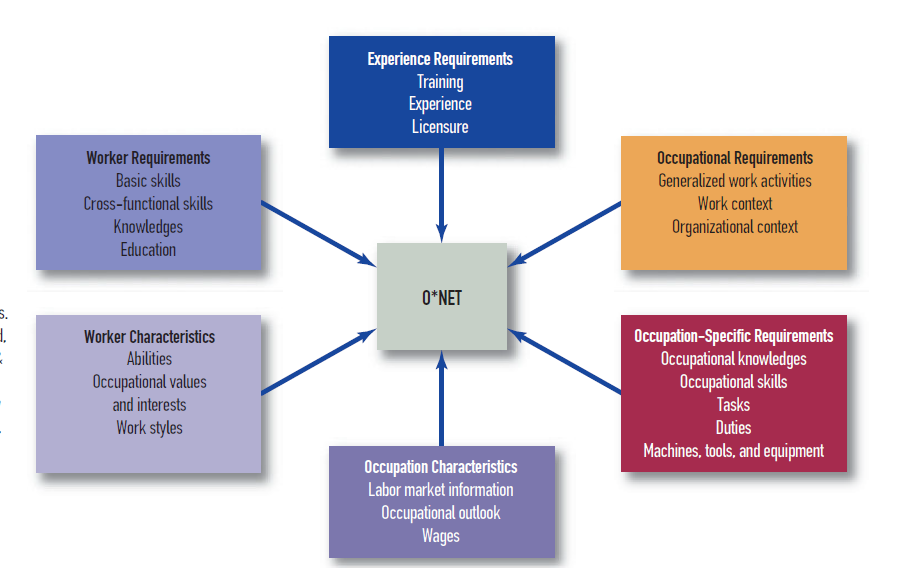 Experience Requirements
Training
Experience
Licensure
Worker Requirements
Basic skills
Cross-functional skills
Knowledges
Education
Occupational Requirements
Generalized work activities
Work context
Organizational context
O*NET
Worker Characteristics
Abilities
Occupational values
and interests
Work styles
Occupation-Specific Requirements
Occupational knowledges
Occupational skills
Tasks
Duties
Machines, tools, and equipment
Occupation Characteristics
Labor market information
Occupational outlook
Wages